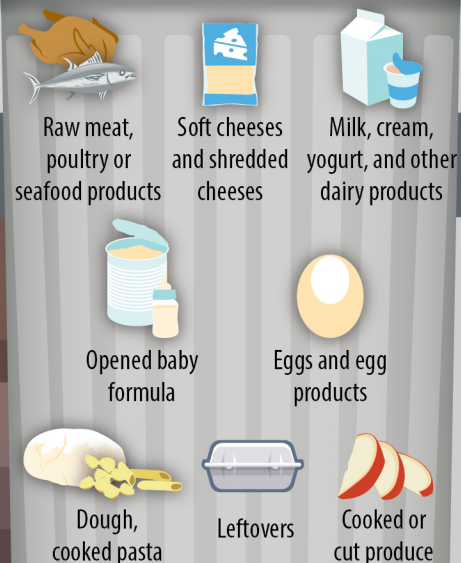 Raw meat,
poultry or
seafood products
Soft cheeses
and shredded
cheeses
Milk, cream,
yogurt, and other
dairy products
Opened baby
formula
Eggs and egg
products
Dough,
cooked pasta
Leftovers
Cooked or
cut produce